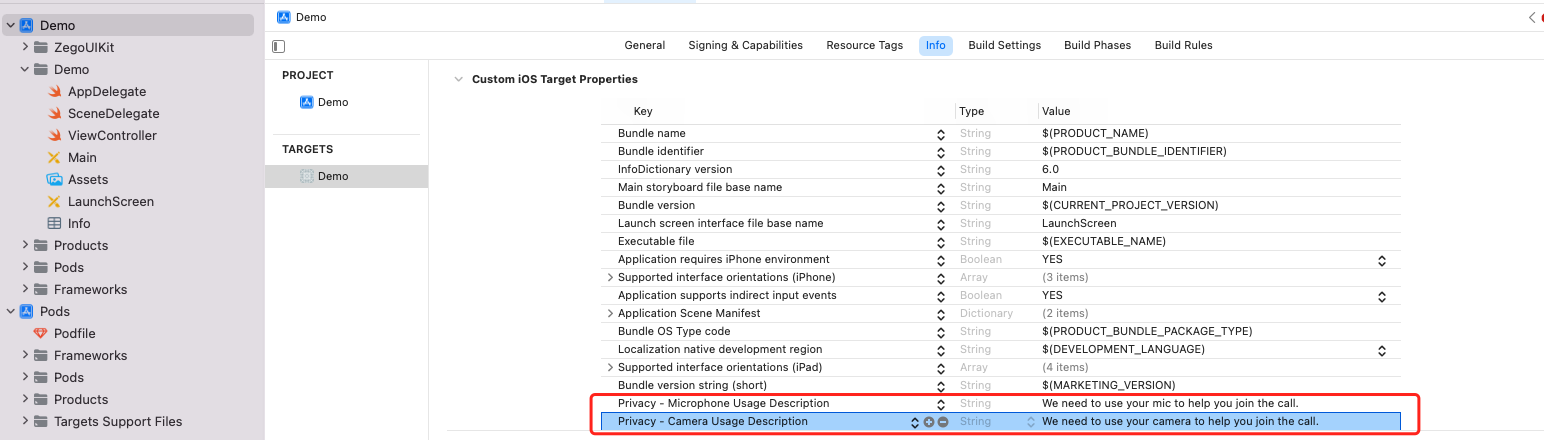 Demo
ZegoUIKit
Demo
AppDelegate
SceneDelegate
ViewController
Main
Assets
LaunchScreen
Info
Products
Pods
Frameworks
Pods
Podfile
Frameworks
Pods
Products
Targets Support Files
Demo
General Signing & Capabilities Resource Tags Info Build Settings Build Phases Build Rules
PROJECT
Demo
TARGETS
Demo
Custom iOS Target Properties
Key Type Value
Bundle name String $(PRODUCT_NAME)
Bundle identifier String $(PRODUCT_BUNDLE_IDENTIFIER)
InfoDictionary version String 6.0
Main storyboard file base name String Main
Bundle version String $(CURRENT_PROJECT_VERSION)
Launch screen interface file base name String LaunchScreen
Executable file String $(EXECUTABLE_NAME)
Application requires iPhone environment Boolean YES
Supported interface orientations (iPhone) Array (3 items)
Application supports indirect input events Boolean YES
Application Scene Manifest Dictionary (2 items)
Bundle OS Type code String $(PRODUCT_BUNDLE_PACKAGE_TYPE)
Localization native development region String $(DEVELOPMENT_LANGUAGE)
Supported interface orientations (iPad) Array (4 items)
Bundle version string (short) String $(MARKETING_VERSION)
Privacy - Microphone Usage Description String We need to use your mic to help you join the call.
Privacy - Camera Usage Description String We need to use your camera to help you join the call.